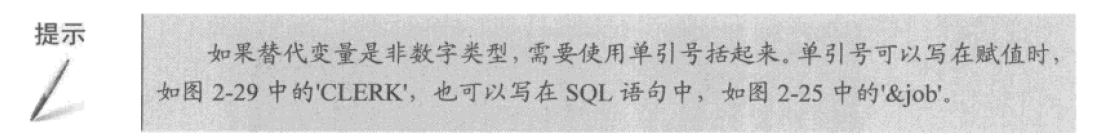 提示
如果替代变量是非数字类型，需要使用单引号括起来。单引号可以写在赋值时，
如图 2-29 中的'CLERK'，也可以写在 SQL 语句中，如图 2-25 中的'&job'。